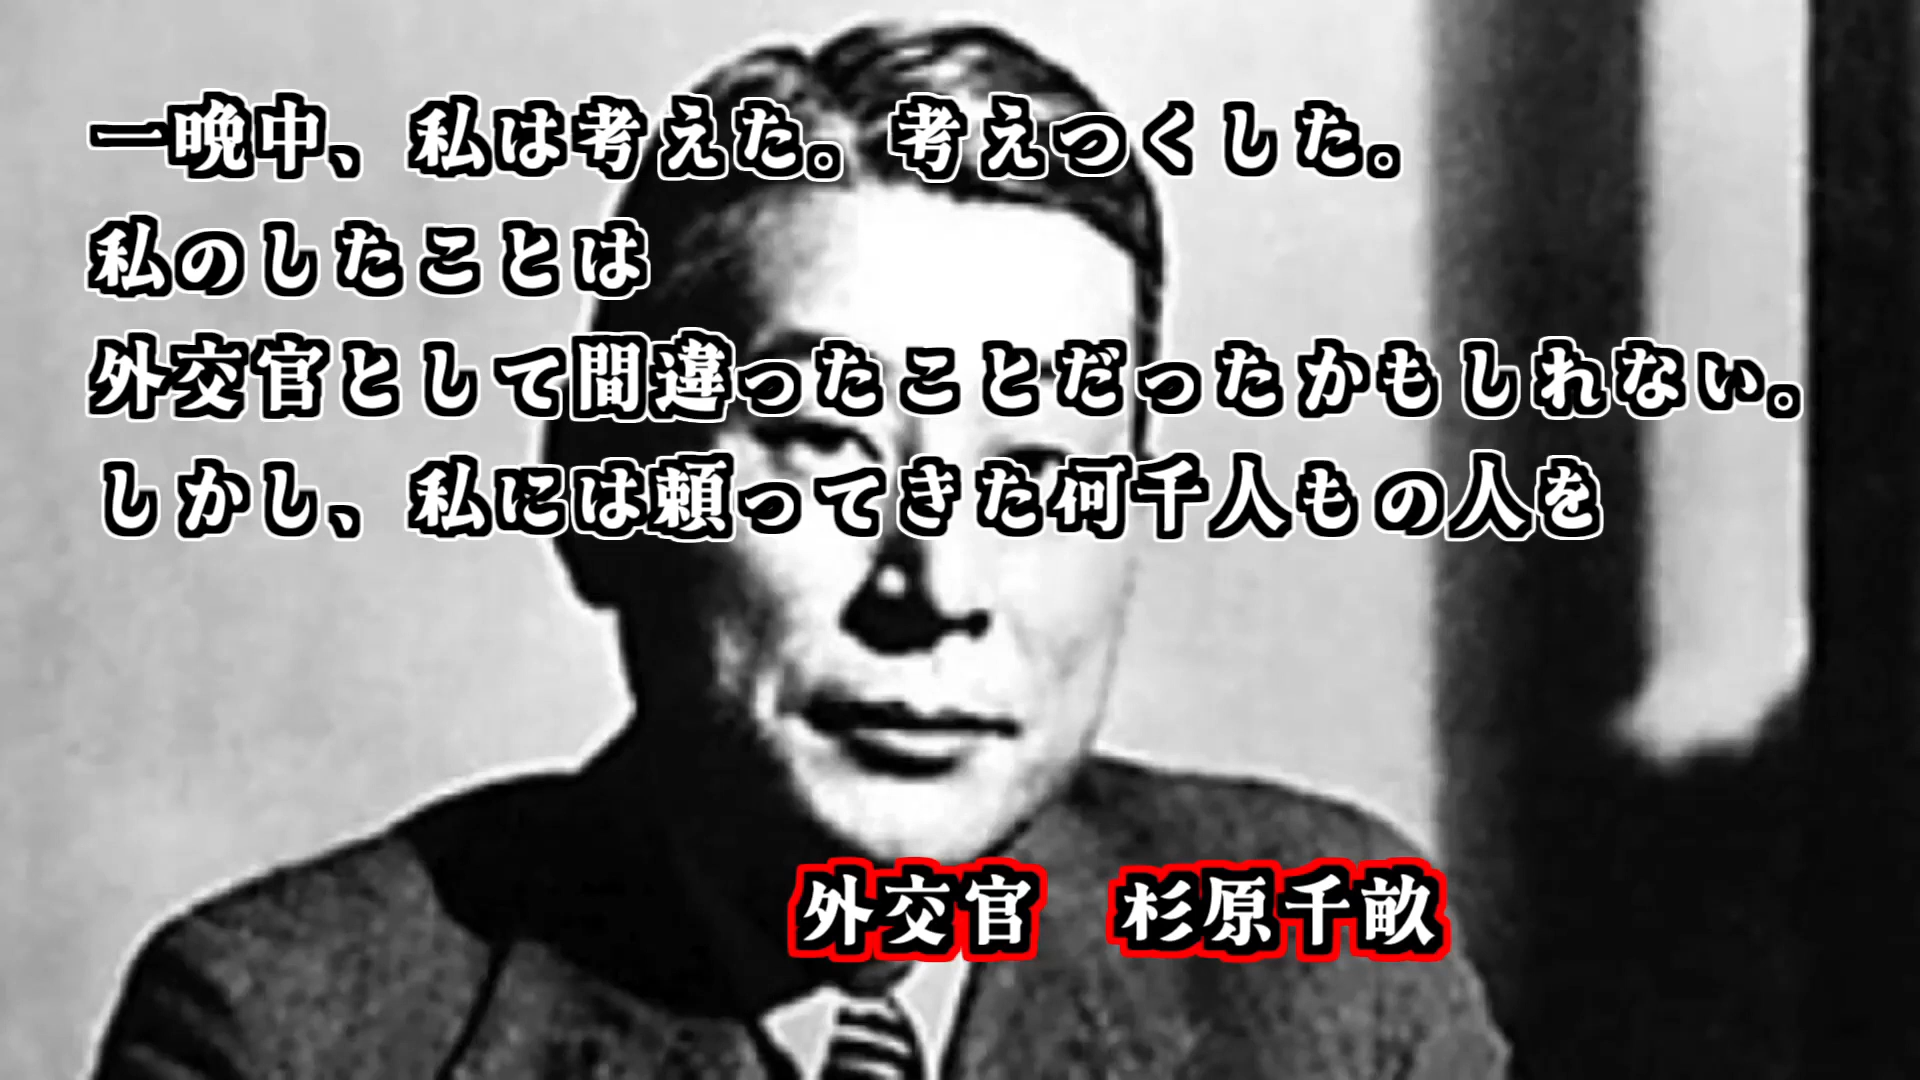 一晩中、私は考えた。考えつくした。
私のしたことは
外交官として間違ったことだったかもしれない。
しかし、私には頼ってきた何千人もの人を
外交官　杉原千畝